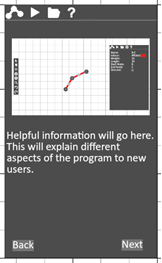 ?
Helpful information will go here.
This will explain different
aspects of the program to new
users.
Back
Next